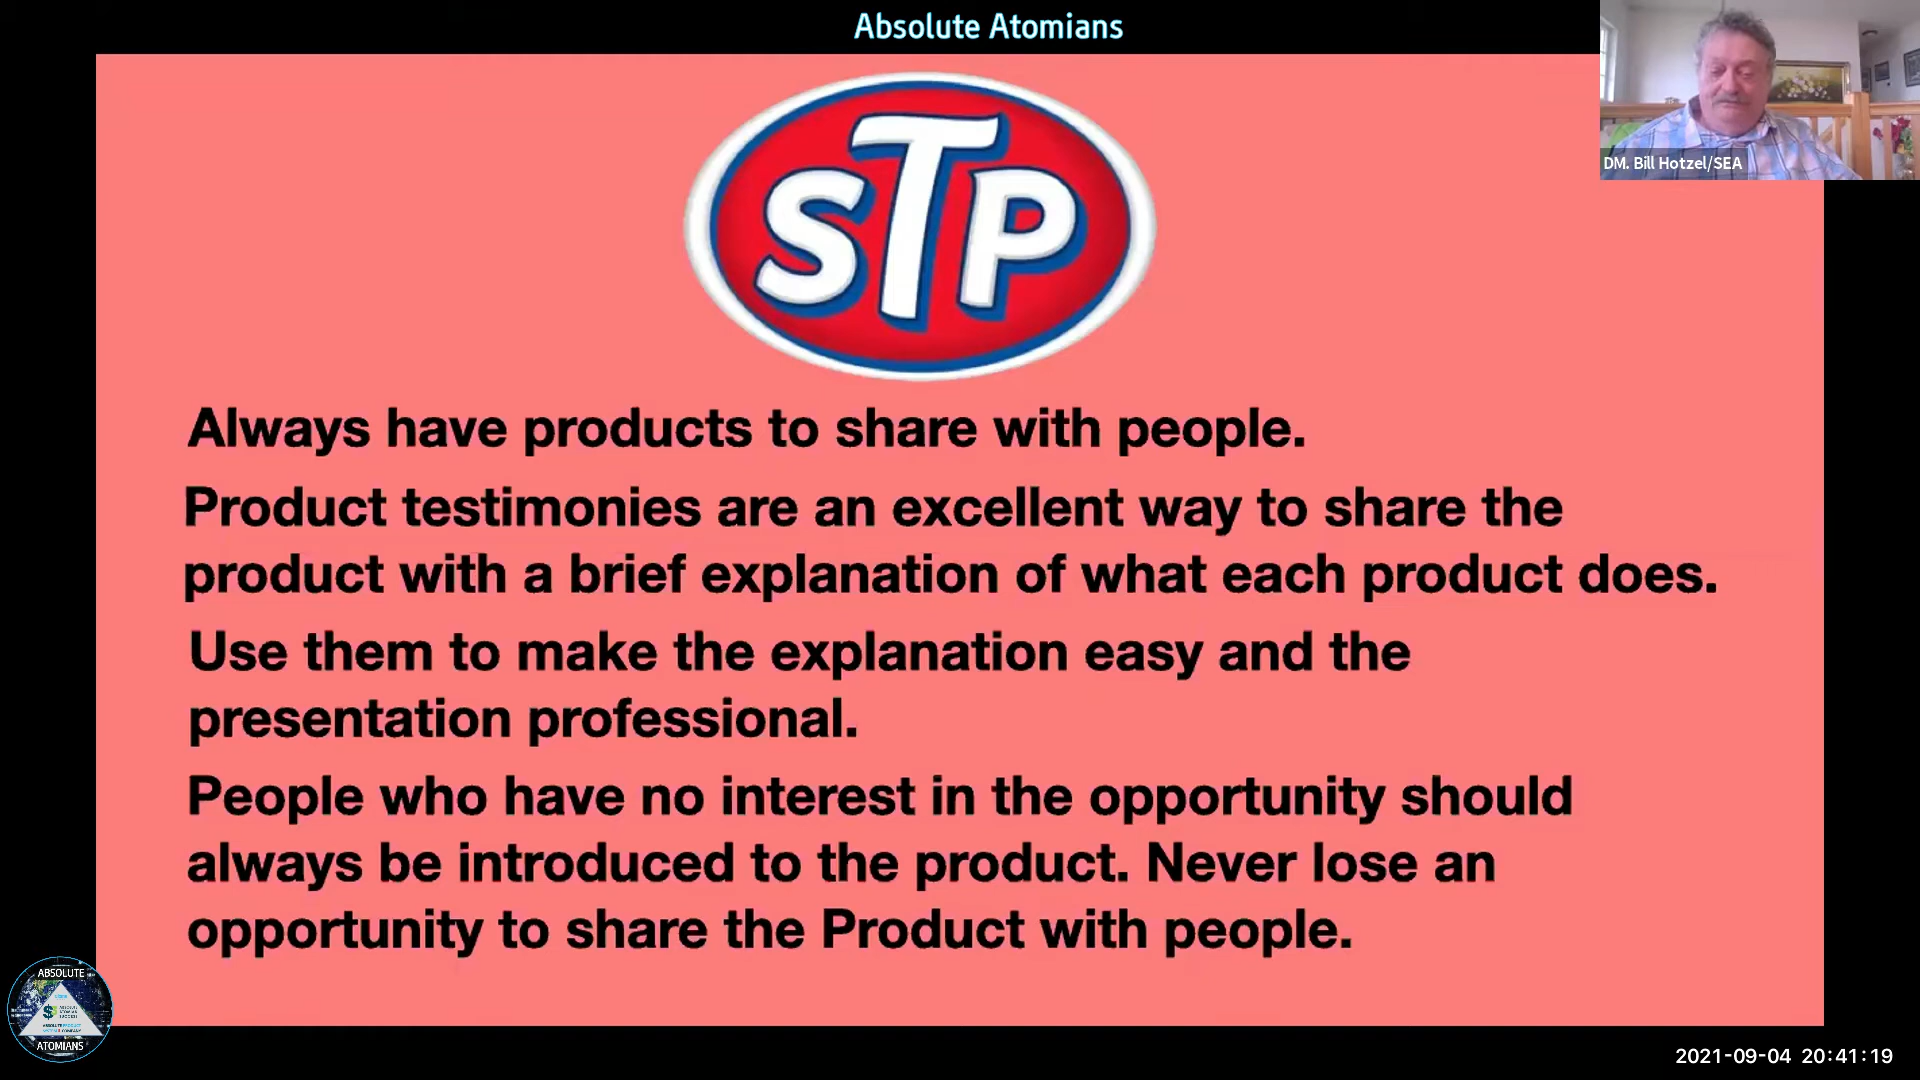 Absolute Atomians
DM. Bill Hotzel/SEA
STP
Always have products to share with people.
Product testimonies are an excellent way to share the
product with a brief explanation of what each product does.
Use them to make the explanation easy and the
presentation professional.
People who have no interest in the opportunity should
always be introduced to the product. Never lose an
opportunity to share the Product with people.
ABSOLUTE
ATOMIANS
2021-09-04 20:41:19